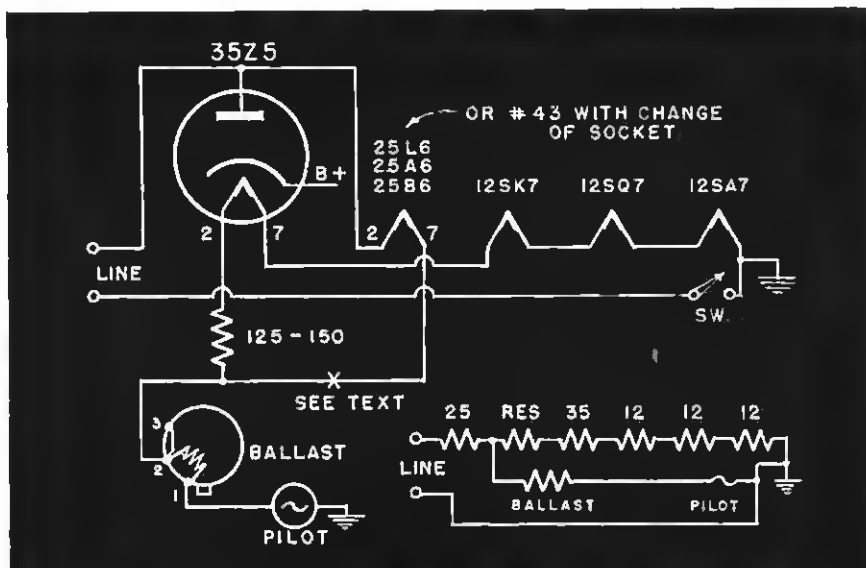 35Z5
OR #43 WITH CHANGE
OF SOCKET
25L6
25A6
25B6
12SK7
12SQ7
12SA7
B+
2
7
2
7
LINE
SW.
125-150
SEE TEXT
3
2
1
BALLAST
PILOT
25 RES 35 12 12 12
LINE
BALLAST
PILOT